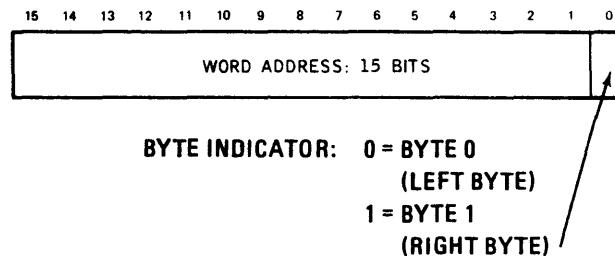 15 14 13 12 11 10 9 8 7 6 5 4 3 2 1 0
WORD ADDRESS: 15 BITS
BYTE INDICATOR: 0 = BYTE 0
(LEFT BYTE)
1 = BYTE 1
(RIGHT BYTE)